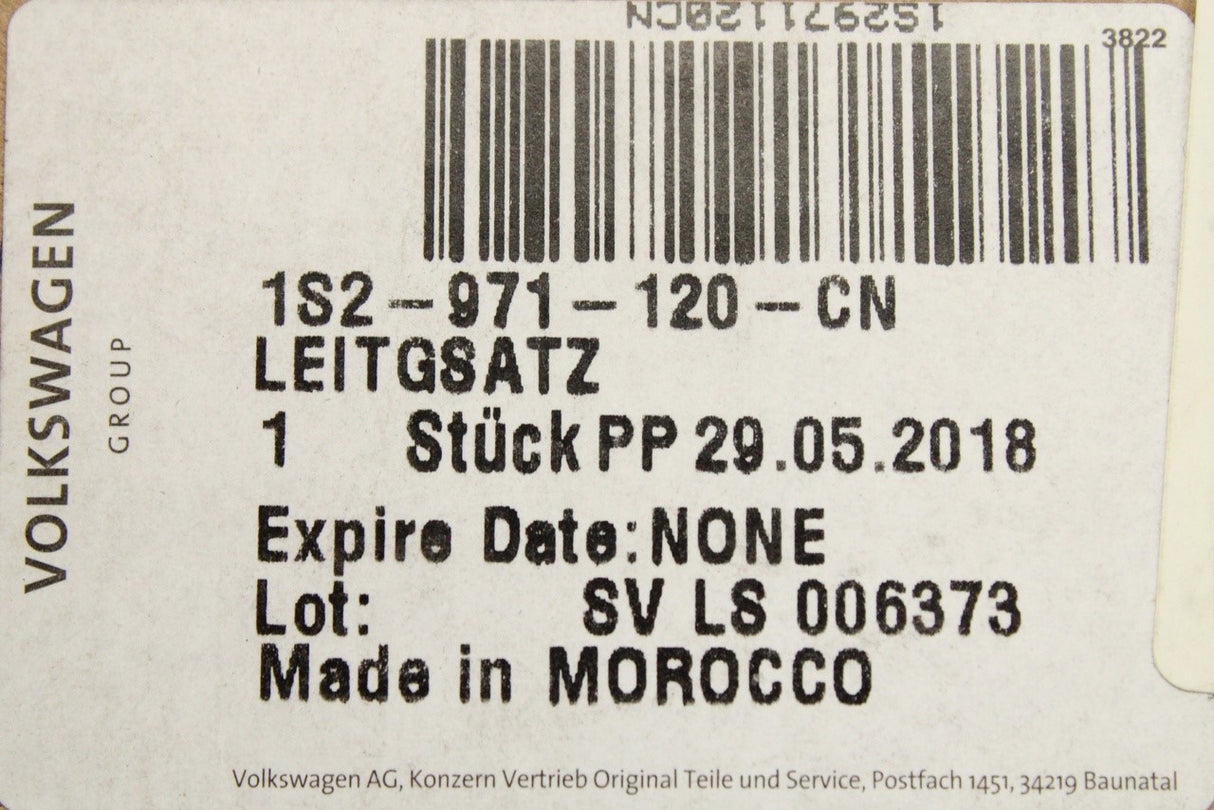 1S2971120CN
3822
VOLKSWAGEN
GROUP
1S2-971-120-CN
LEITGSATZ
1 Stück PP 29.05.2018
Expire Date:NONE
Lot: SV LS 006373
Made in MOROCCO
Volkswagen AG, Konzern Vertrieb Original Teile und Service, Postfach 1451, 34219 Baunatal